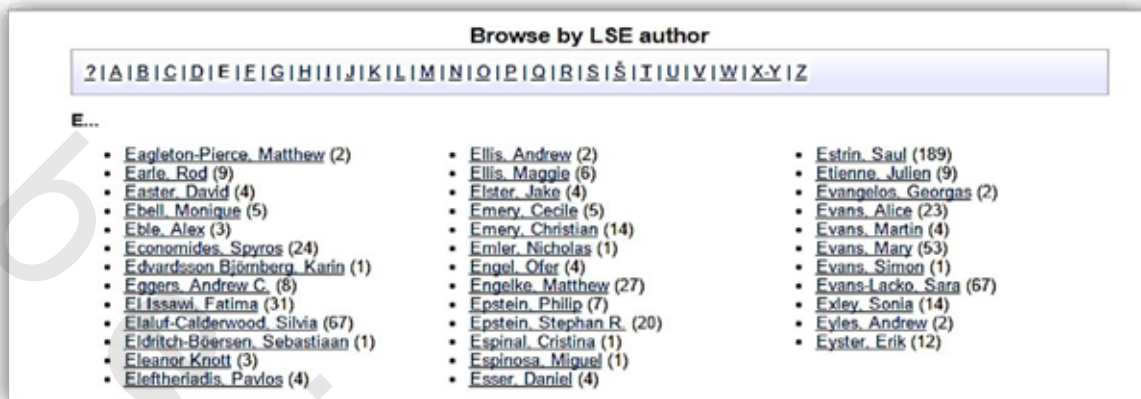 Browse by LSE author
? | A | B | C | D | E | F | G | H | I | J | K | L | M | N | O | P | Q | R | S | Š | T | U | V | W | X-Y | Z
E...
Eagleton-Pierce, Matthew (2)
Earle, Rod (9)
Easter, David (4)
Ebell, Monique (5)
Eble, Alex (3)
Economides, Spyros (24)
Edvardsson Björnberg, Karin (1)
Eggers, Andrew C. (8)
El Issawi, Fatima (31)
Elaluf-Calderwood, Silvia (67)
Eldritch-Böersen, Sebastiaan (1)
Eleanor Knott (3)
Eleftheriadis, Pavlos (4)
Ellis, Andrew (2)
Ellis, Maggie (6)
Elster, Jake (4)
Emery, Cecile (5)
Emery, Christian (14)
Emler, Nicholas (1)
Engel, Ofer (4)
Engelke, Matthew (27)
Epstein, Philip (7)
Epstein, Stephan R. (20)
Espinal, Cristina (1)
Espinosa, Miguel (1)
Esser, Daniel (4)
Estrin, Saul (189)
Etienne, Julien (9)
Evangelos, Georgas (2)
Evans, Alice (23)
Evans, Martin (4)
Evans, Mary (53)
Evans, Simon (1)
Evans-Lacko, Sara (67)
Exley, Sonia (14)
Eyles, Andrew (2)
Eyster, Erik (12)